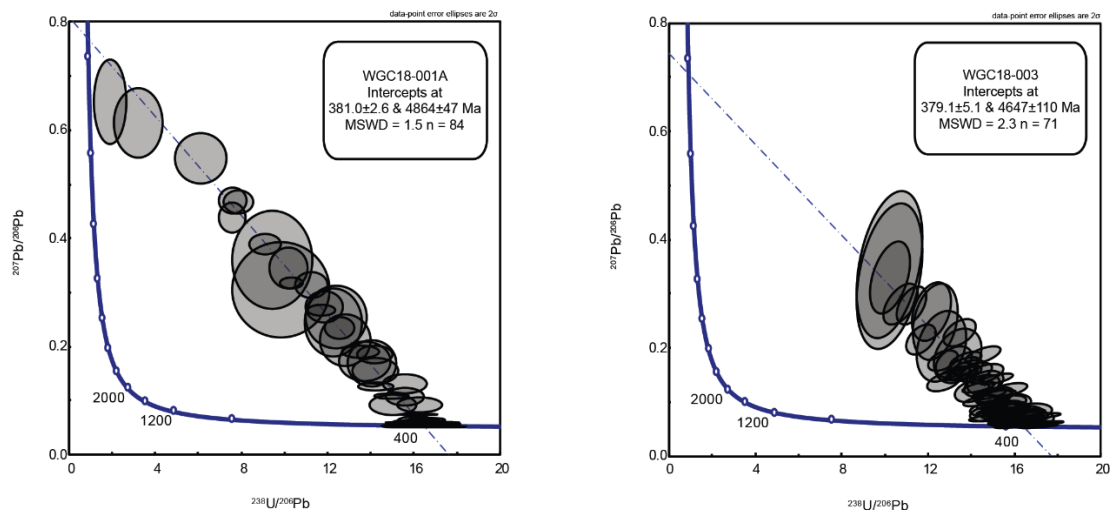 data-point error ellipses are 2σ
0.8
0.6
0.4
0.2
0.0
²⁰⁷Pb/²⁰⁶Pb
WGC18-001A
Intercepts at
381.0±2.6 & 4864±47 Ma
MSWD = 1.5 n = 84
2000
1200
400
0 4 8 12 16 20
²³⁸U/²⁰⁶Pb
data-point error ellipses are 2σ
0.8
0.6
0.4
0.2
0.0
²⁰⁷Pb/²⁰⁶Pb
WGC18-003
Intercepts at
379.1±5.1 & 4647±110 Ma
MSWD = 2.3 n = 71
2000
1200
400
0 4 8 12 16 20
²³⁸U/²⁰⁶Pb